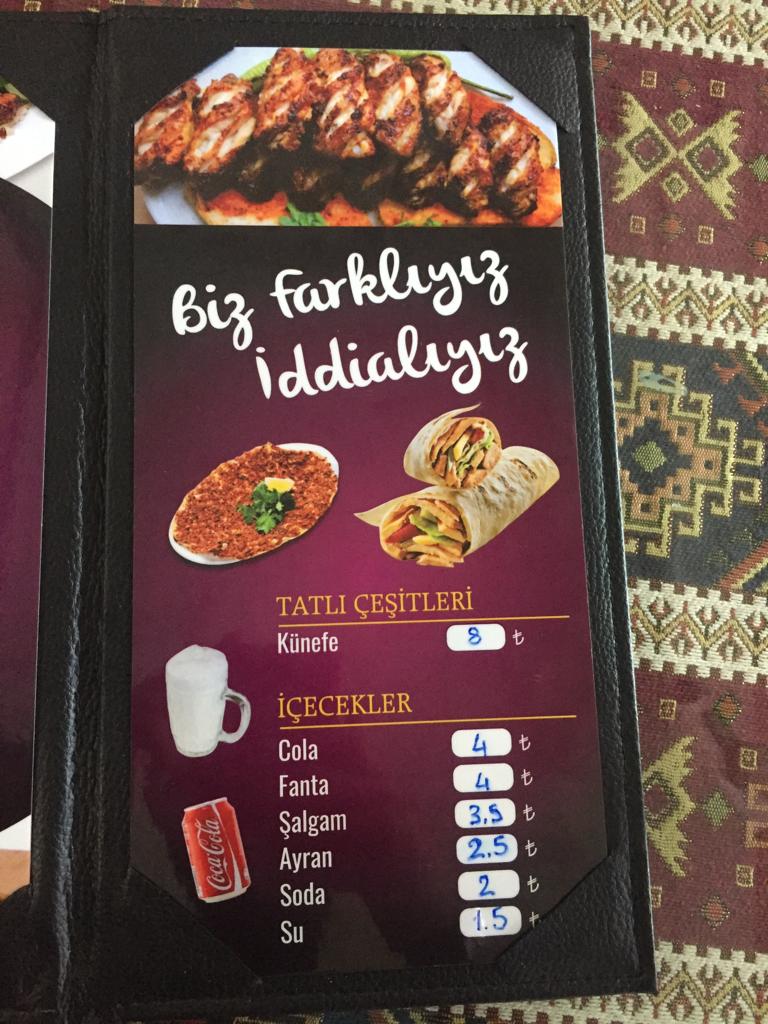 Biz farklıyız
İddialıyız
TATLI ÇEŞİTLERİ
Künefe 8 ₺
İÇECEKLER
Cola 4 ₺
Fanta 4 ₺
Şalgam 3.5 ₺
Ayran 2.5 ₺
Soda 2 ₺
Su 1.5 ₺
Coca-Cola